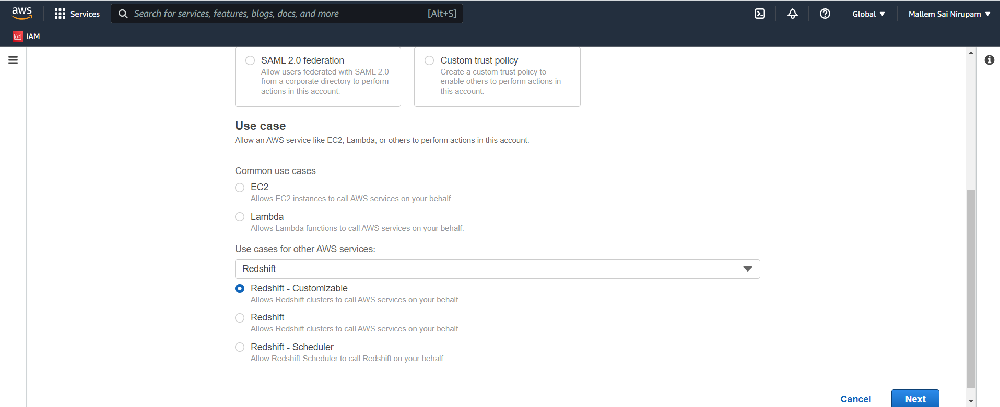 aws
Services
Search for services, features, blogs, docs, and more
[Alt+S]
Global
Mallem Sai Nirupam
IAM
SAML 2.0 federation
Allow users federated with SAML 2.0
from a corporate directory to perform
actions in this account.
Custom trust policy
Create a custom trust policy to
enable others to perform actions in
this account.
Use case
Allow an AWS service like EC2, Lambda, or others to perform actions in this account.
Common use cases
EC2
Allows EC2 instances to call AWS services on your behalf.
Lambda
Allows Lambda functions to call AWS services on your behalf.
Use cases for other AWS services:
Redshift
Redshift - Customizable
Allows Redshift clusters to call AWS services on your behalf.
Redshift
Allows Redshift clusters to call AWS services on your behalf.
Redshift - Scheduler
Allow Redshift Scheduler to call Redshift on your behalf.
Cancel
Next